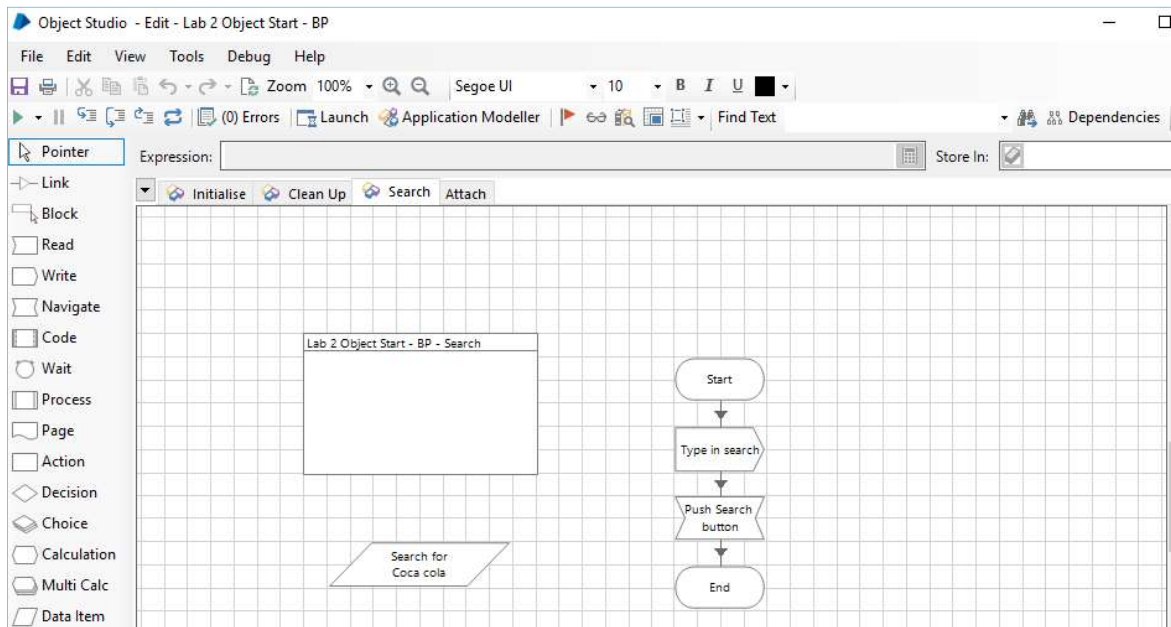 Object Studio - Edit - Lab 2 Object Start - BP
File Edit View Tools Debug Help
Zoom 100% Segoe UI 10 B I U
(0) Errors Launch Application Modeller Find Text Dependencies
Pointer
Expression: Store In:
Link
Initialise Clean Up Search Attach
Block
Read
Write
Navigate
Code
Wait
Process
Page
Action
Decision
Choice
Calculation
Multi Calc
Data Item
Lab 2 Object Start - BP - Search
Search for
Coca cola
Start
Type in search
Push Search
button
End